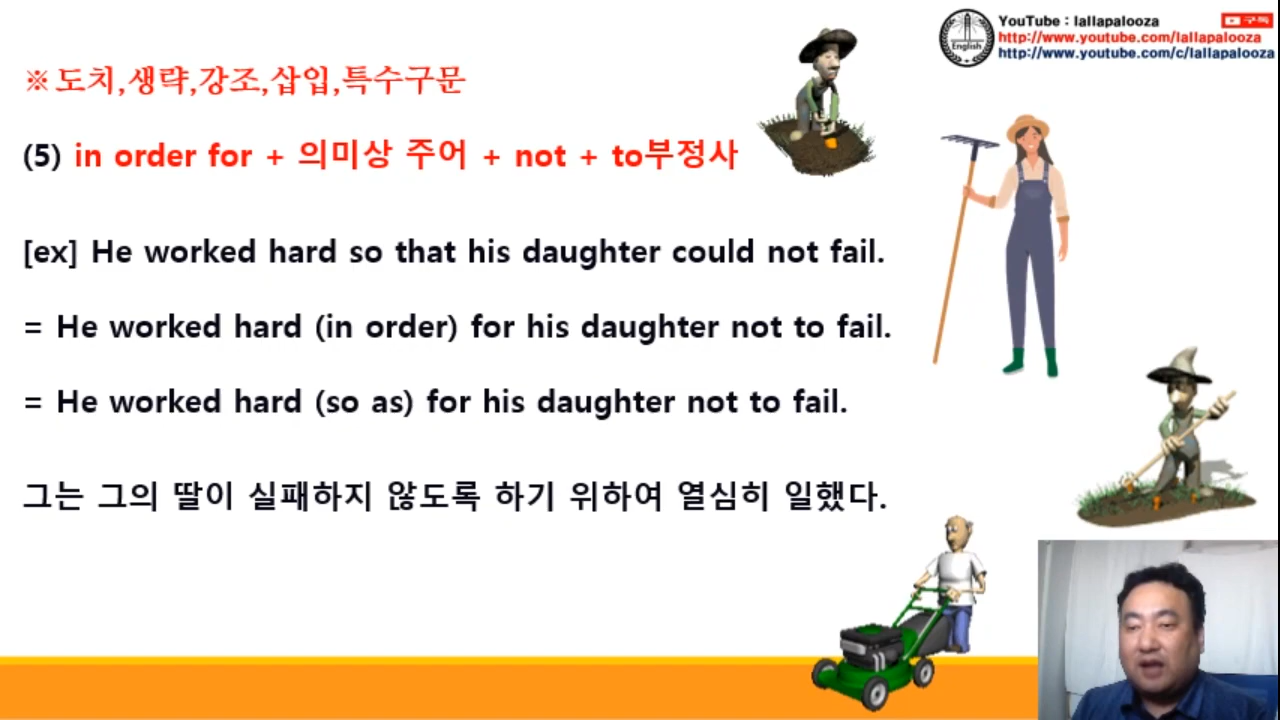 YouTube : lallapalooza
구독
http://www.youtube.com/lallapalooza
http://www.youtube.com/c/lallapalooza
English
※도치,생략,강조,삽입,특수구문
(5) in order for + 의미상 주어 + not + to부정사
[ex] He worked hard so that his daughter could not fail.
= He worked hard (in order) for his daughter not to fail.
= He worked hard (so as) for his daughter not to fail.
그는 그의 딸이 실패하지 않도록 하기 위하여 열심히 일했다.